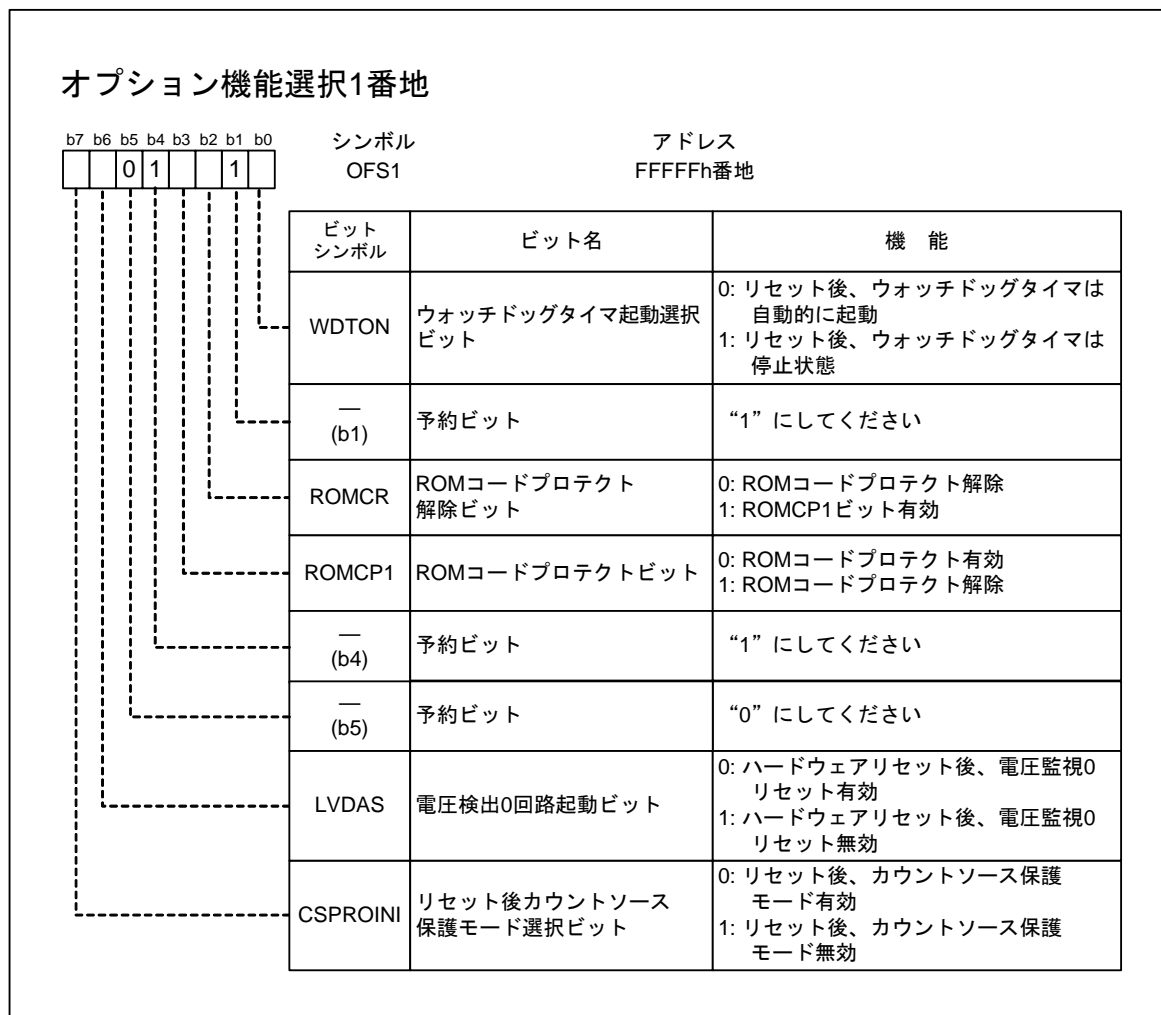 オプション機能選択1番地
b7 b6 b5 b4 b3 b2 b1 b0
0 1 1
シンボル
OFS1
アドレス
FFFFFh番地
ビット
シンボル
ビット名
機 能
WDTON
ウォッチドッグタイマ起動選択
ビット
0: リセット後、ウォッチドッグタイマは
自動的に起動
1: リセット後、ウォッチドッグタイマは
停止状態
—
(b1)
予約ビット
“1” にしてください
ROMCR
ROMコードプロテクト
解除ビット
0: ROMコードプロテクト解除
1: ROMCP1ビット有効
ROMCP1
ROMコードプロテクトビット
0: ROMコードプロテクト有効
1: ROMコードプロテクト解除
—
(b4)
予約ビット
“1” にしてください
—
(b5)
予約ビット
“0” にしてください
LVDAS
電圧検出0回路起動ビット
0: ハードウェアリセット後、電圧監視0
リセット有効
1: ハードウェアリセット後、電圧監視0
リセット無効
CSPROINI
リセット後カウントソース
保護モード選択ビット
0: リセット後、カウントソース保護
モード有効
1: リセット後、カウントソース保護
モード無効